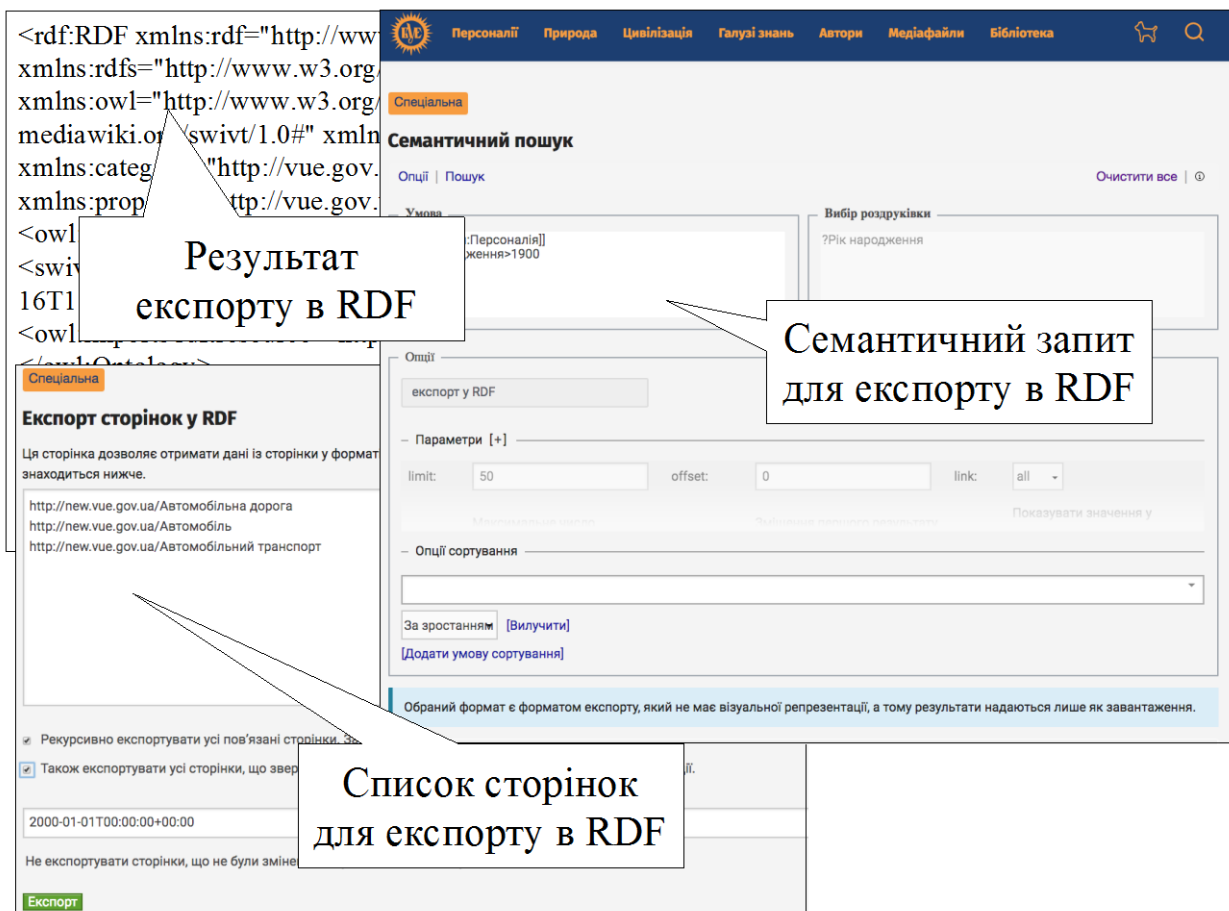 <rdf:RDF xmlns:rdf="http://www
xmlns:rdfs="http://www.w3.org/
xmlns:owl="http://www.w3.org/
mediawiki.or /swivt/1.0#" xmln
xmlns:categ "http://vue.gov.
xmlns:prop ttp://vue.gov.
<owl
<swiv
16T1
<owl:
</owl:Ontology>
Результат
експорту в RDF
Персоналії Природа Цивілізація Галузі знань Автори Медіафайли Бібліотека
Спеціальна
Семантичний пошук
Опції | Пошук
Очистити все |
Умова
:Персоналія]]
ження>1900
Вибір роздруківки
?Рік народження
Семантичний запит
для експорту в RDF
Опції
експорт у RDF
Параметри [+]
limit: 50 offset: 0 link: all
Показувати значення у
Опції сортування
За зростанням [Вилучити]
[Додати умову сортування]
Обраний формат є форматом експорту, який не має візуальної репрезентації, а тому результати надаються лише як завантаження.
Спеціальна
Експорт сторінок у RDF
Ця сторінка дозволяє отримати дані із сторінки у формат
знаходиться нижче.
http://new.vue.gov.ua/Автомобільна дорога
http://new.vue.gov.ua/Автомобіль
http://new.vue.gov.ua/Автомобільний транспорт
Рекурсивно експортувати усі пов'язані сторінки.
Також експортувати усі сторінки, що звер ії.
Список сторінок
для експорту в RDF
2000-01-01T00:00:00+00:00
Не експортувати сторінки, що не були зміне
Експорт